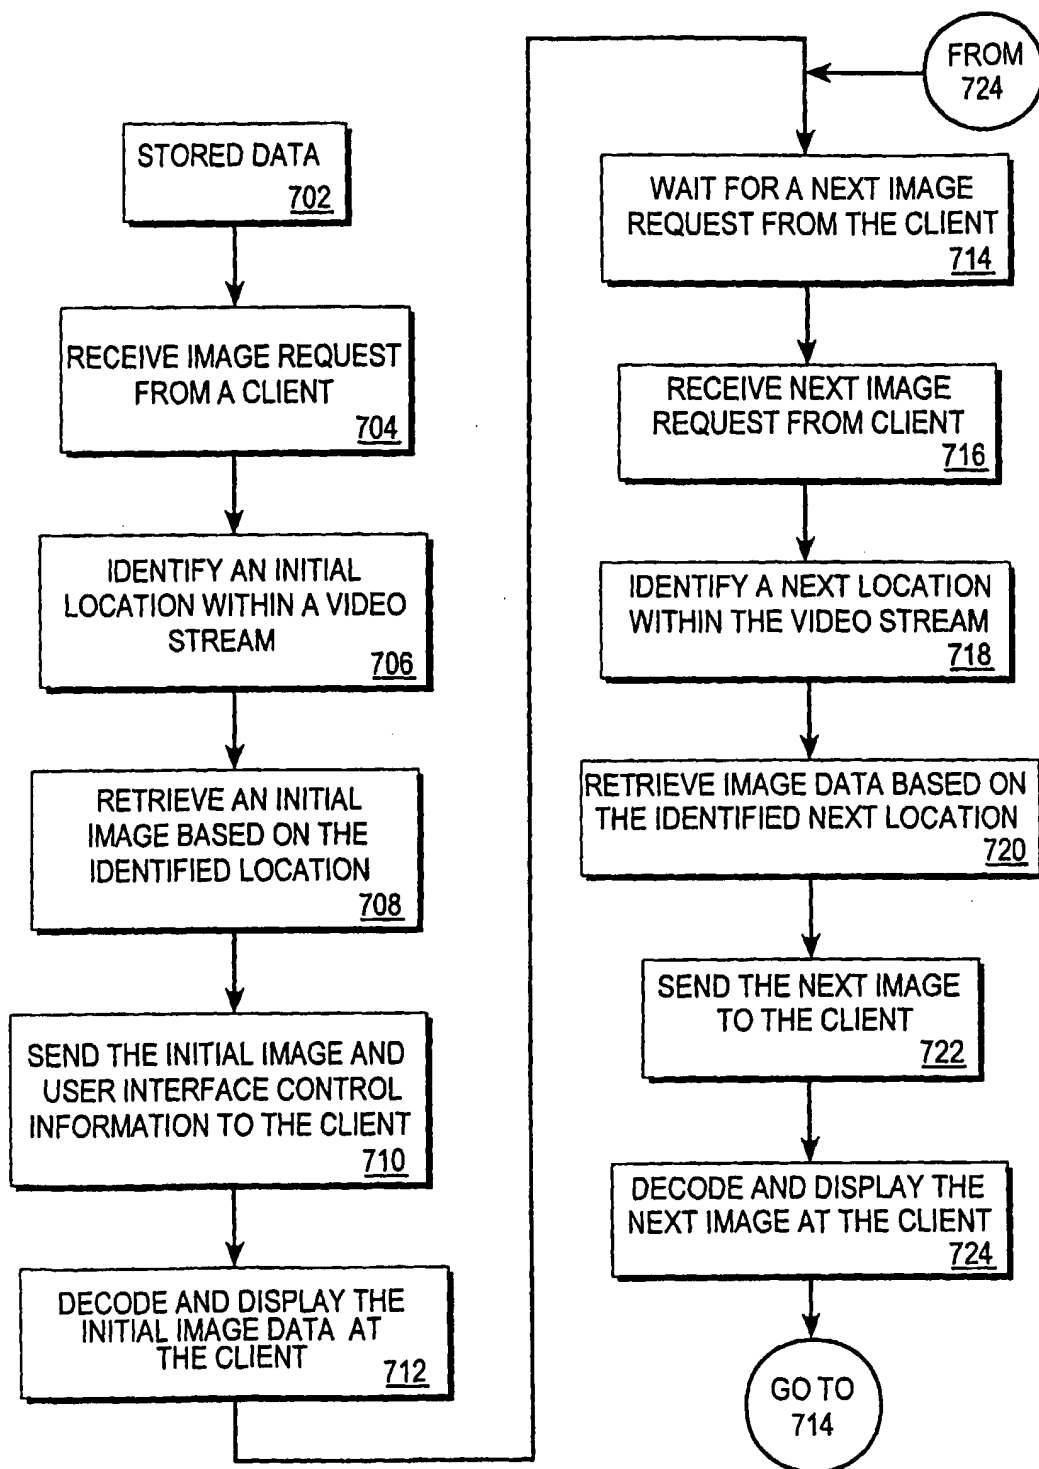 STORED DATA
702
RECEIVE IMAGE REQUEST
FROM A CLIENT
704
IDENTIFY AN INITIAL
LOCATION WITHIN A VIDEO
STREAM
706
RETRIEVE AN INITIAL
IMAGE BASED ON THE
IDENTIFIED LOCATION
708
SEND THE INITIAL IMAGE AND
USER INTERFACE CONTROL
INFORMATION TO THE CLIENT
710
DECODE AND DISPLAY THE
INITIAL IMAGE DATA AT
THE CLIENT
712
FROM
724
WAIT FOR A NEXT IMAGE
REQUEST FROM THE CLIENT
714
RECEIVE NEXT IMAGE
REQUEST FROM CLIENT
716
IDENTIFY A NEXT LOCATION
WITHIN THE VIDEO STREAM
718
RETRIEVE IMAGE DATA BASED ON
THE IDENTIFIED NEXT LOCATION
720
SEND THE NEXT IMAGE
TO THE CLIENT
722
DECODE AND DISPLAY THE
NEXT IMAGE AT THE CLIENT
724
GO TO
714